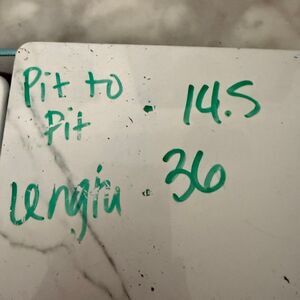 Pit to
Pit . 14.5
Length . 36